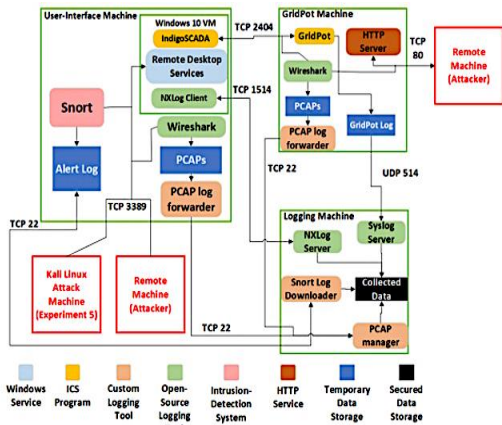 User-Interface Machine
Windows 10 VM
IndigoSCADA
Remote Desktop
Services
NXLog Client
Snort
Alert Log
Wireshark
PCAPs
PCAP log
forwarder
TCP 2404
TCP 1514
TCP 22
TCP 3389
TCP 22
TCP 22
GridPot Machine
GridPot
HTTP
Server
Wireshark
PCAPs
PCAP log
forwarder
GridPot Log
TCP
80
Remote
Machine
(Attacker)
UDP 514
Kali Linux
Attack
Machine
(Experiment 5)
Remote
Machine
(Attacker)
Logging Machine
NXLog
Server
Syslog
Server
Snort Log
Downloader
Collected
Data
PCAP
manager
Windows
Service
ICS
Program
Custom
Logging
Tool
Open-
Source
Logging
Intrusion-
Detection
System
HTTP
Service
Temporary
Data
Storage
Secured
Data
Storage